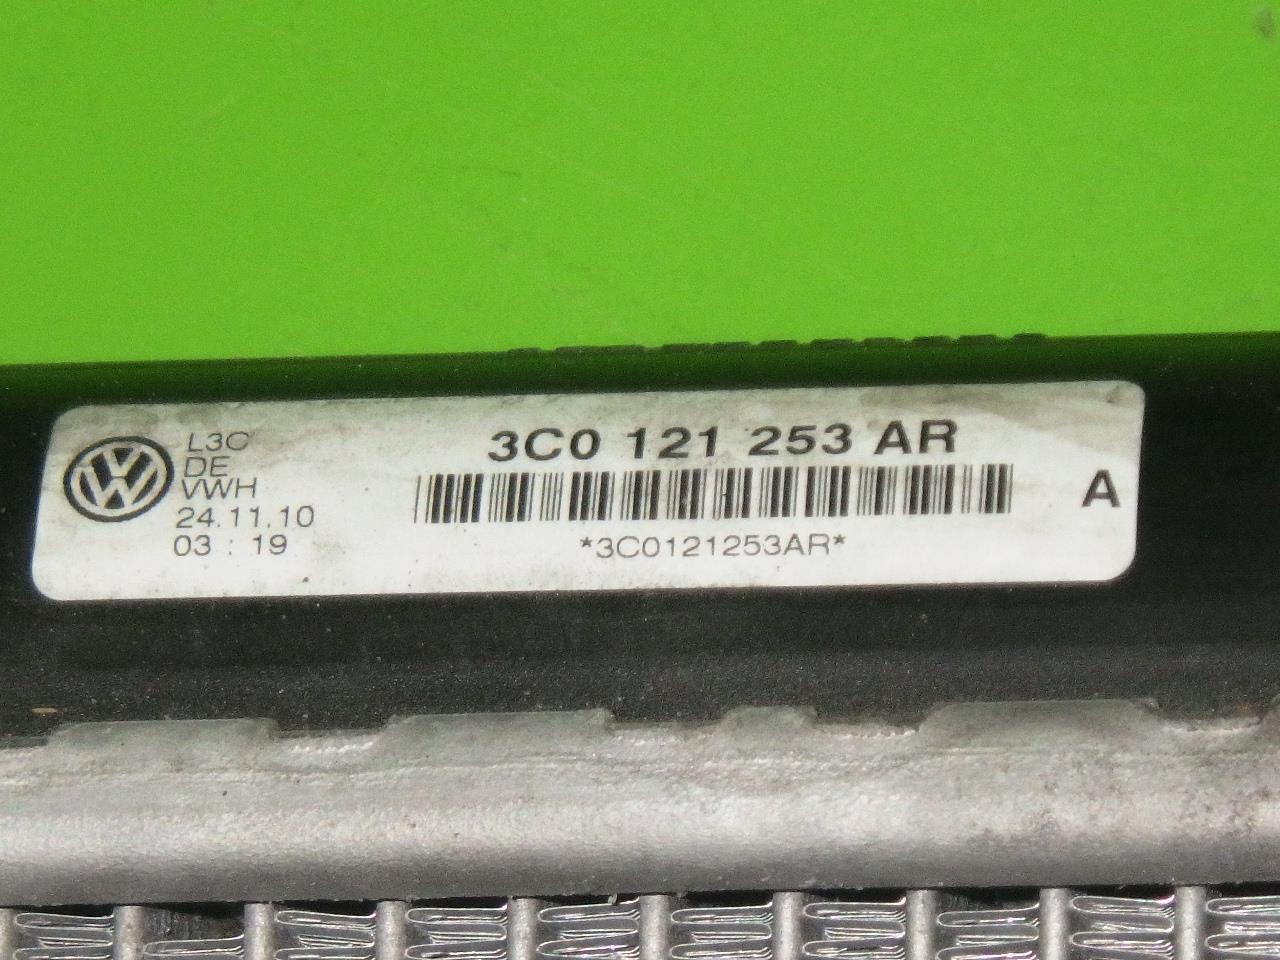 L3C
DE
VWH
24.11.10
03 : 19
3C0 121 253 AR
*3C0121253AR*
A